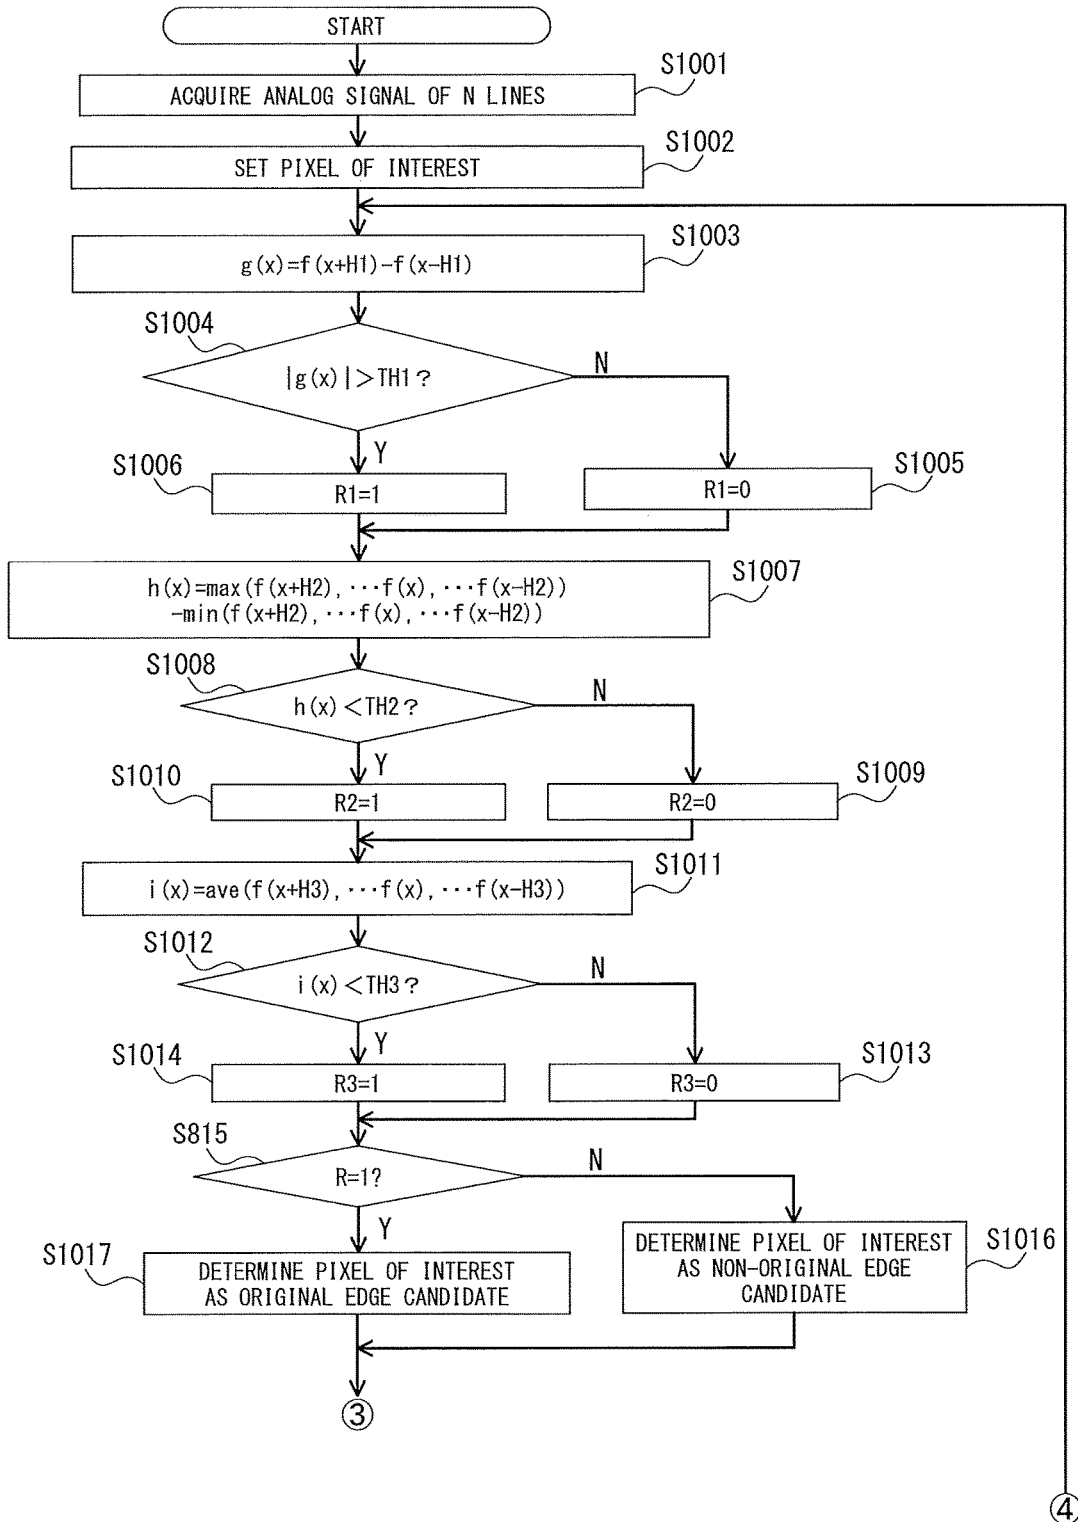 START
S1001
ACQUIRE ANALOG SIGNAL OF N LINES
S1002
SET PIXEL OF INTEREST
S1003
g(x)=f(x+H1)-f(x-H1)
S1004
|g(x)|>TH1?
N
Y
S1006
R1=1
S1005
R1=0
S1007
h(x)=max(f(x+H2),···f(x),···f(x-H2))
-min(f(x+H2),···f(x),···f(x-H2))
S1008
h(x)<TH2?
N
Y
S1010
R2=1
S1009
R2=0
S1011
i(x)=ave(f(x+H3),···f(x),···f(x-H3))
S1012
i(x)<TH3?
N
Y
S1014
R3=1
S1013
R3=0
S815
R=1?
N
Y
S1017
DETERMINE PIXEL OF INTEREST
AS ORIGINAL EDGE CANDIDATE
S1016
DETERMINE PIXEL OF INTEREST
AS NON-ORIGINAL EDGE
CANDIDATE
③
④